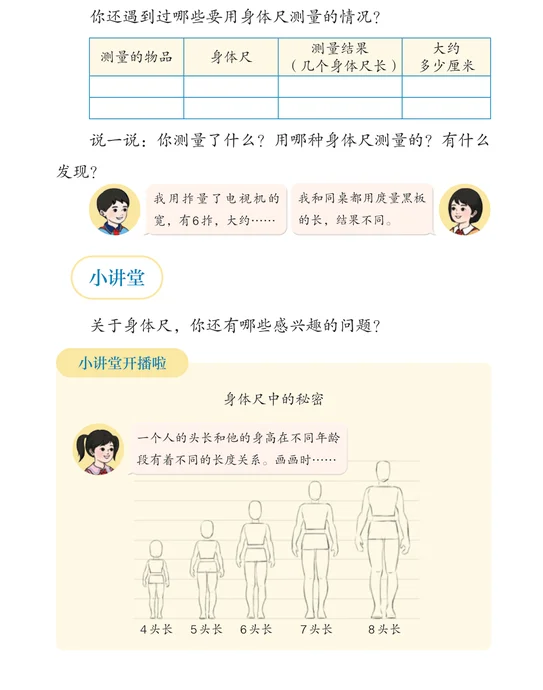 你还遇到过哪些要用身体尺测量的情况？
测量的物品
身体尺
测量结果
（几个身体尺长）
大约
多少厘米
说一说：你测量了什么？用哪种身体尺测量的？有什么
发现？
我用拃量了电视机的
宽，有6拃，大约……
我和同桌都用庹量黑板
的长，结果不同。
小讲堂
关于身体尺，你还有哪些感兴趣的问题？
小讲堂开播啦
身体尺中的秘密
一个人的头长和他的身高在不同年龄
段有着不同的长度关系。画画时……
4头长
5头长
6头长
7头长
8头长